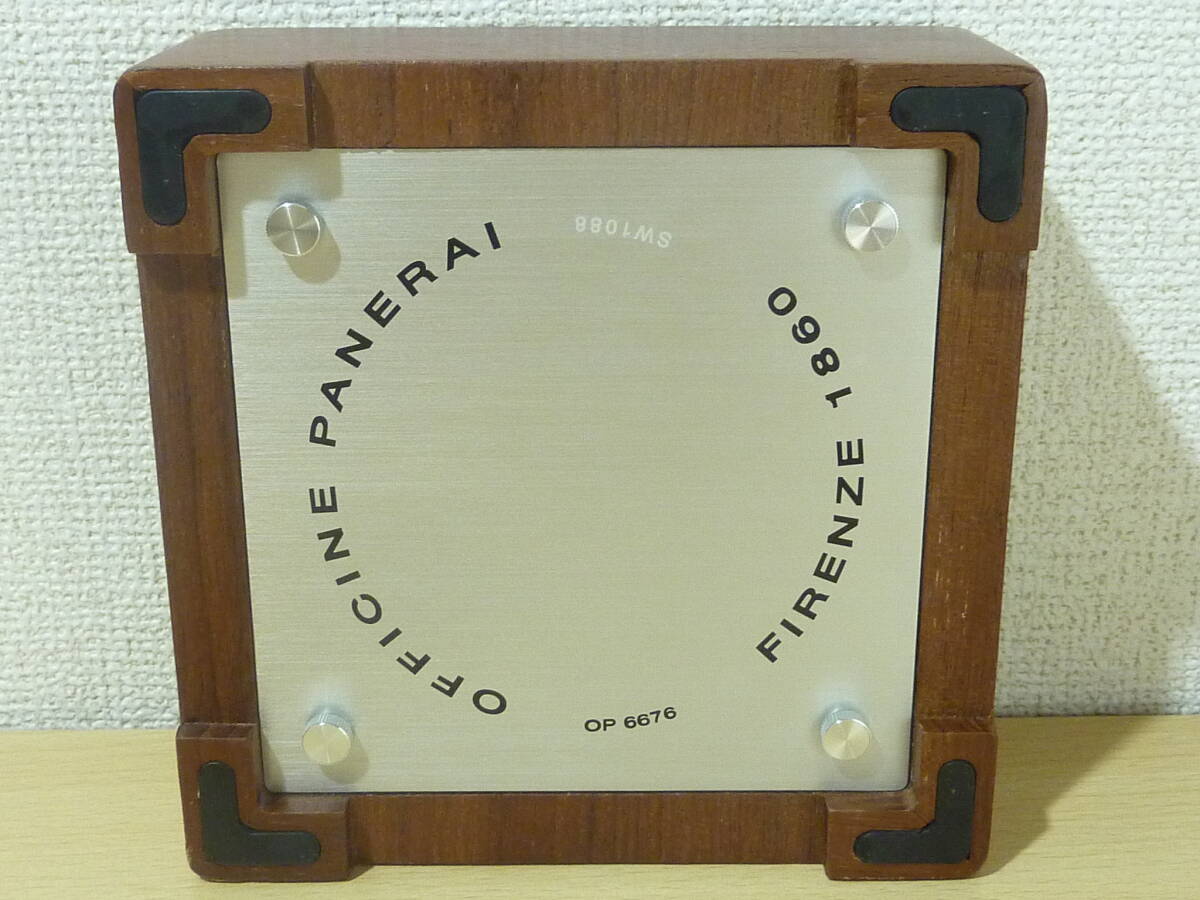 OFFICINE PANERAI
SW1088
FIRENZE 1860
OP 6676